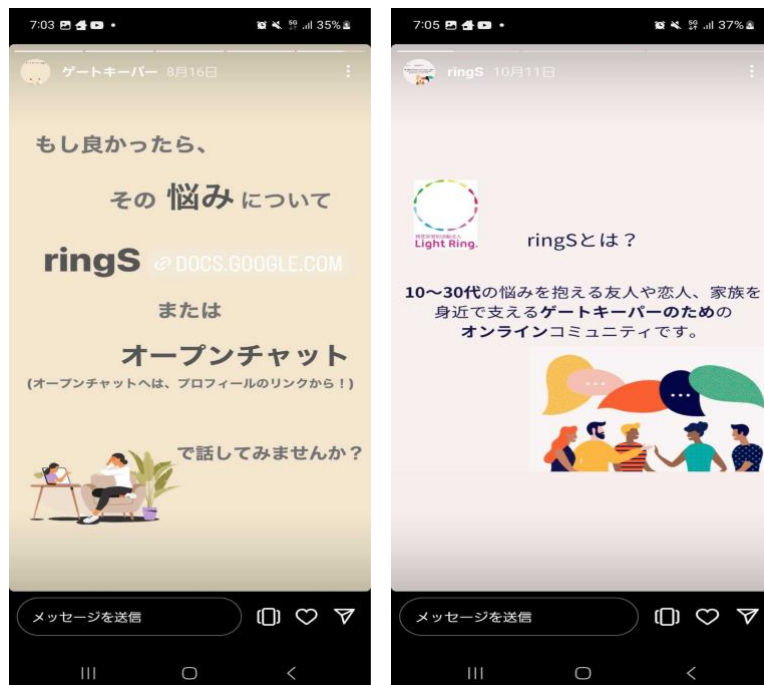 7:03
35%
ゲートキーパー 8月16日
もし良かったら、
その 悩み について
ringS DOCS.GOOGLE.COM
または
オープンチャット
(オープンチャットへは、プロフィールのリンクから！)
で話してみませんか？
メッセージを送信
7:05
5G 37%
ringS 10月11日
Light Ring.
ringSとは？
10～30代の悩みを抱える友人や恋人、家族を
身近で支えるゲートキーパーのための
オンラインコミュニティです。
メッセージを送信